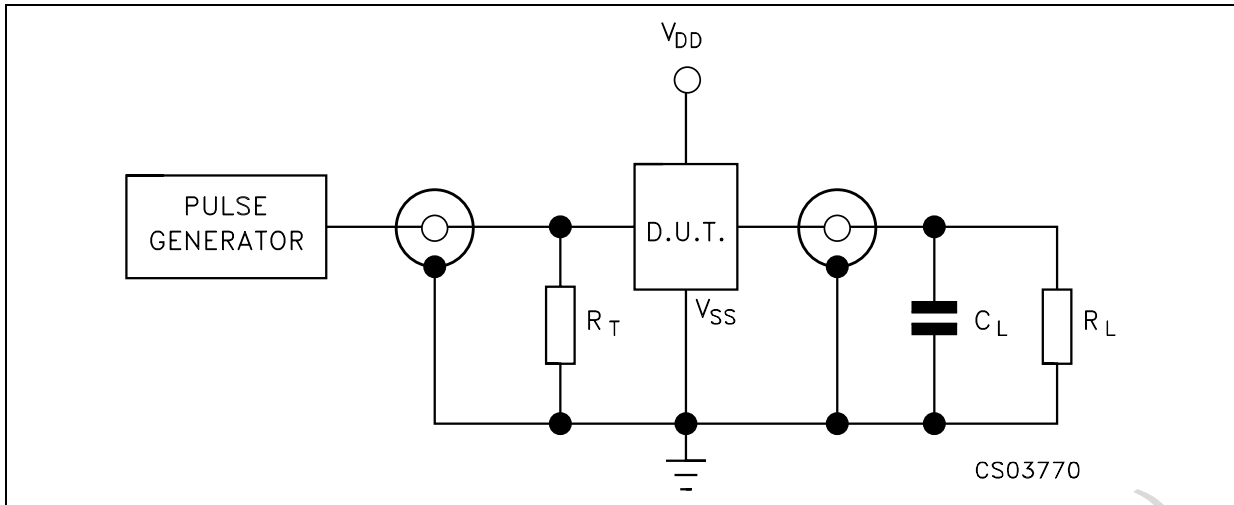 V_DD
PULSE
GENERATOR
D.U.T.
V_SS
R_T
C_L
R_L
CS03770